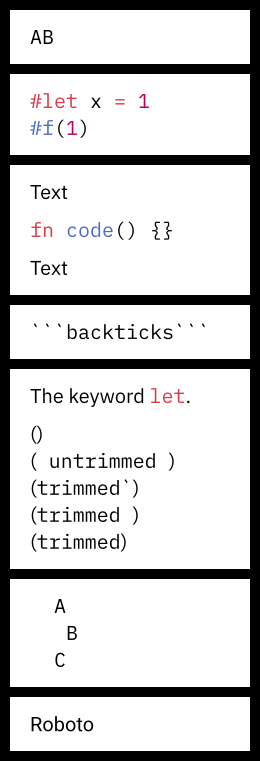 AB
#let x = 1
#f(1)
Text
fn code() {}
Text
```backticks```
The keyword let.
()
( untrimmed )
(trimmed`)
(trimmed )
(trimmed)
  A
   B
  C
Roboto